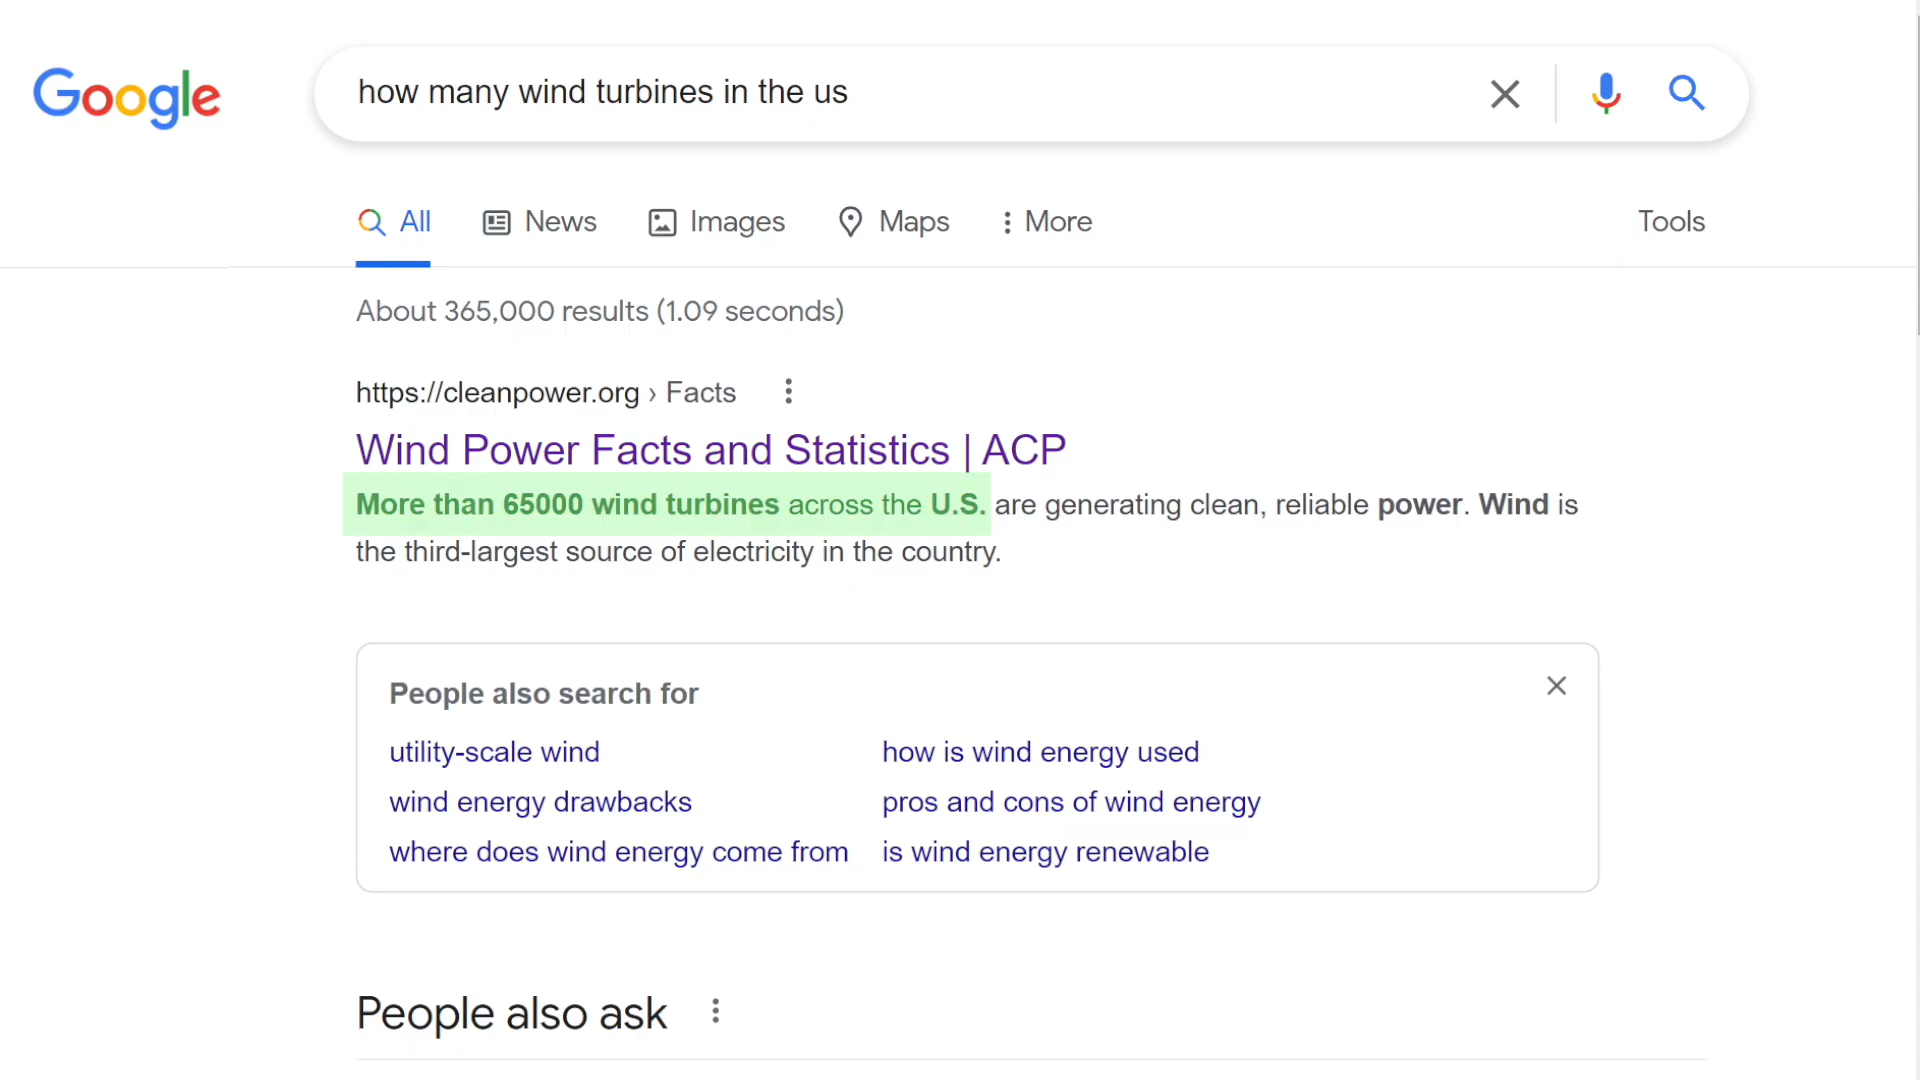 Google
how many wind turbines in the us
All News Images Maps More Tools
About 365,000 results (1.09 seconds)
https://cleanpower.org › Facts
Wind Power Facts and Statistics | ACP
More than 65000 wind turbines across the U.S. are generating clean, reliable power. Wind is
the third-largest source of electricity in the country.
People also search for
utility-scale wind how is wind energy used
wind energy drawbacks pros and cons of wind energy
where does wind energy come from is wind energy renewable
People also ask